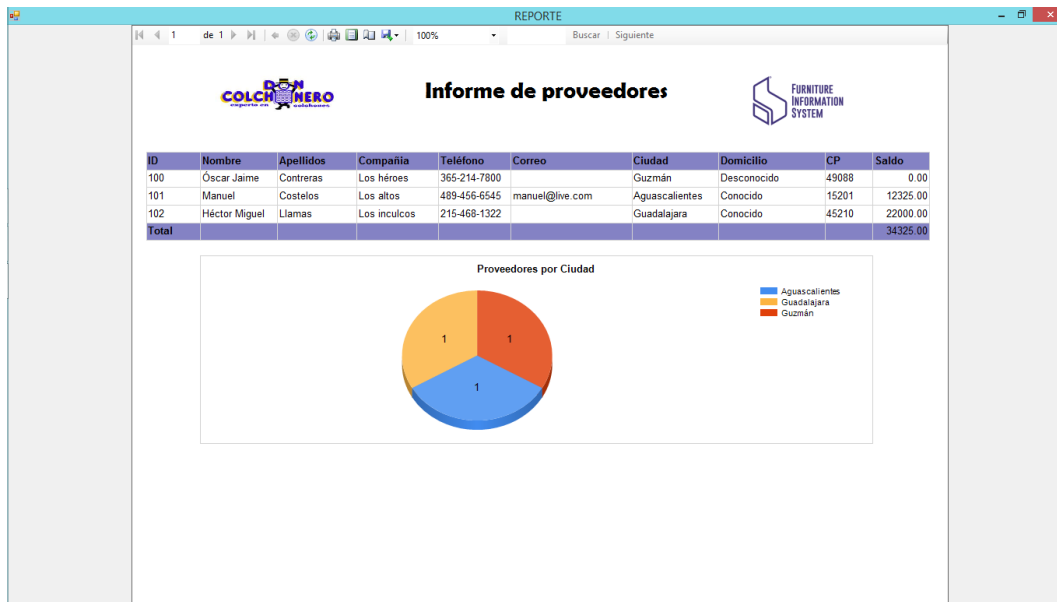 REPORTE
1 de 1 100% Buscar | Siguiente
DON
COLCHONERO
experto en colchones
Informe de proveedores
FURNITURE
INFORMATION
SYSTEM
ID Nombre Apellidos Compañia Teléfono Correo Ciudad Domicilio CP Saldo
100 Óscar Jaime Contreras Los héroes 365-214-7800 Guzmán Desconocido 49088 0.00
101 Manuel Costelos Los altos 489-456-6545 manuel@live.com Aguascalientes Conocido 15201 12325.00
102 Héctor Miguel Llamas Los inculcos 215-468-1322 Guadalajara Conocido 45210 22000.00
Total 34325.00
Proveedores por Ciudad
Aguascalientes
Guadalajara
Guzmán
1 1
1